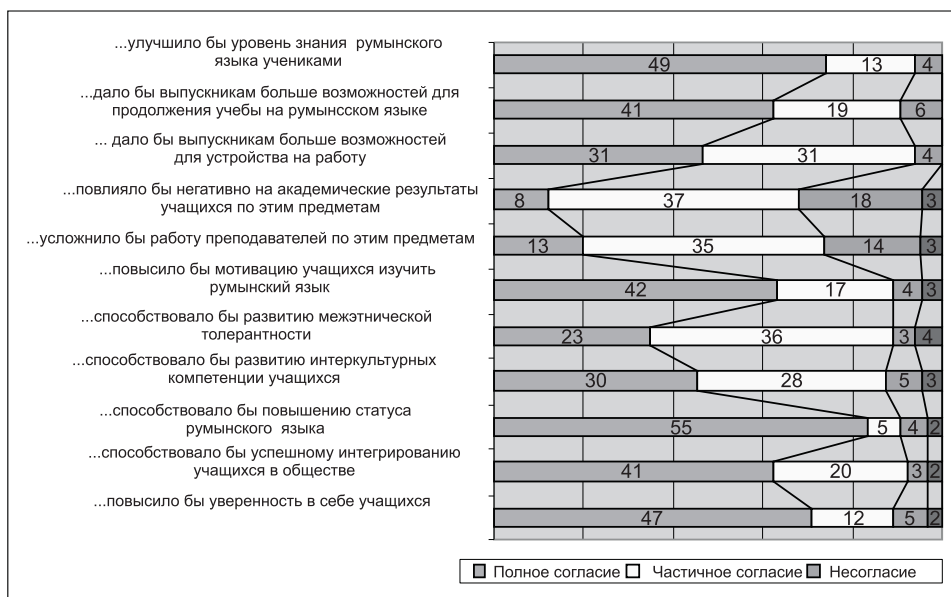 ...улучшило бы уровень знания румынского
языка учениками
49 13 4
...дало бы выпускникам больше возможностей для
продолжения учебы на румынсском языке
41 19 6
... дало бы выпускникам больше возможностей
для устройства на работу
31 31 4
...повлияло бы негативно на академические результаты
учащихся по этим предметам
8 37 18 3
...усложнило бы работу преподавателей по этим предметам
13 35 14 3
...повысило бы мотивацию учащихся изучить
румынский язык
42 17 4 3
...способствовало бы развитию межэтнической
толерантности
23 36 3 4
...способствовало бы развитию интеркультурных
компетенции учащихся
30 28 5 3
...способствовало бы повышению статуса
румынского языка
55 5 4 2
...способствовало бы успешному интегрированию
учащихся в обществе
41 20 3 2
...повысило бы уверенность в себе учащихся
47 12 5 2
Полное согласие Частичное согласие Несогласие